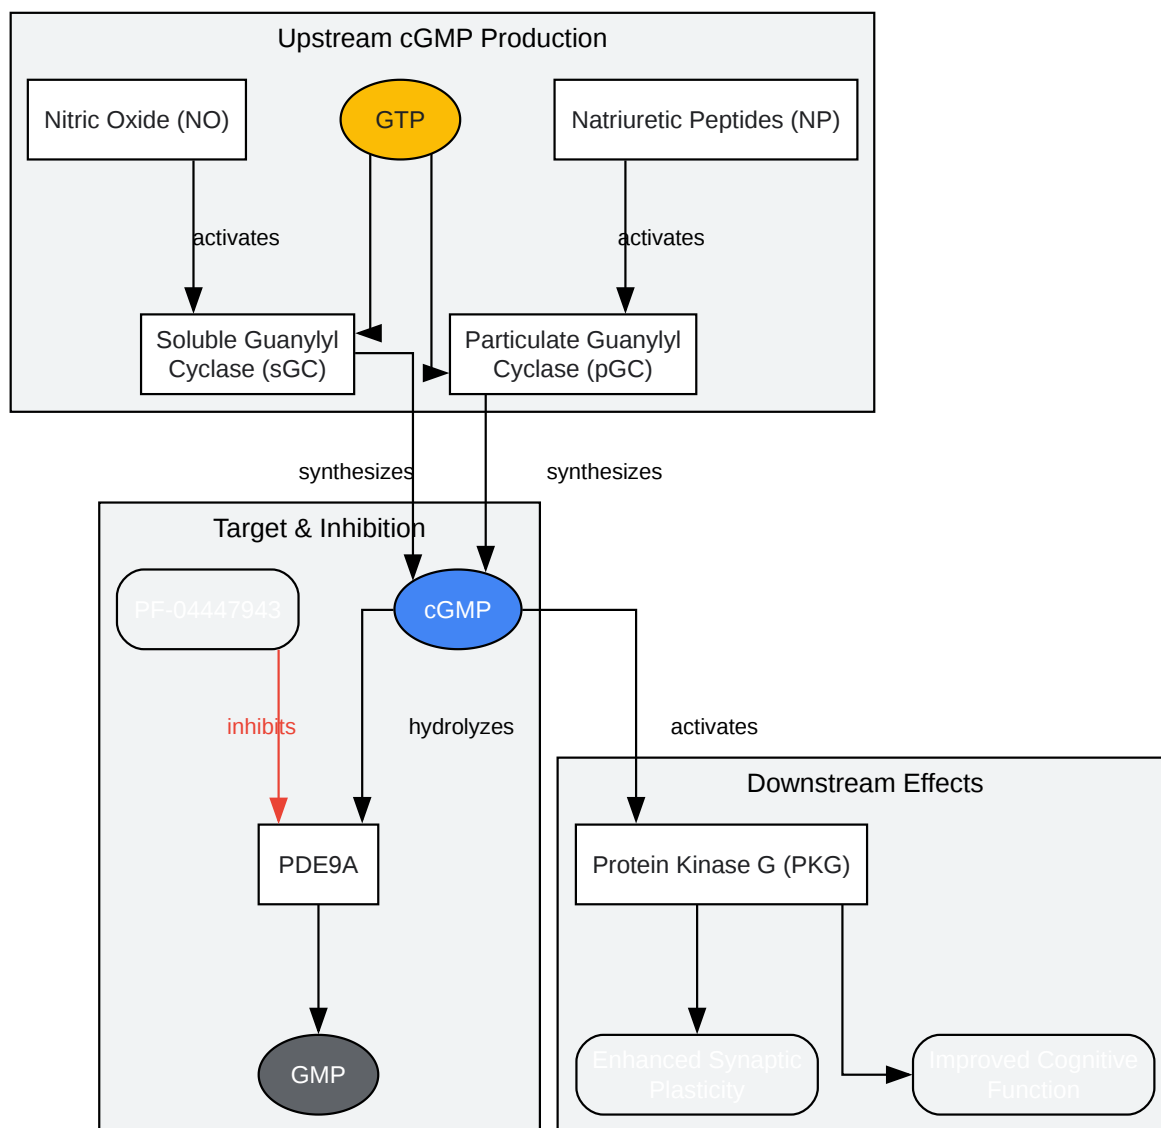 Upstream cGMP Production
Nitric Oxide (NO)
GTP
Natriuretic Peptides (NP)
activates
activates
Soluble Guanylyl
Cyclase (sGC)
Particulate Guanylyl
Cyclase (pGC)
synthesizes
synthesizes
Target & Inhibition
PF-04447943
cGMP
inhibits
hydrolyzes
activates
Downstream Effects
PDE9A
Protein Kinase G (PKG)
GMP
Enhanced Synaptic
Plasticity
Improved Cognitive
Function